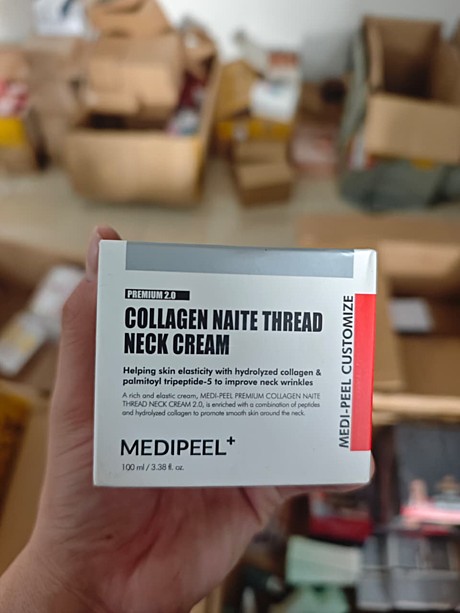 PREMIUM 2.0
COLLAGEN NAITE THREAD
NECK CREAM
Helping skin elasticity with hydrolyzed collagen &
palmitoyl tripeptide-5 to improve neck wrinkles
A rich and elastic cream, MEDI-PEEL PREMIUM COLLAGEN NAITE
THREAD NECK CREAM 2.0, is enriched with a combination of peptides
and hydrolyzed collagen to promote smooth skin around the neck.
MEDIPEEL+
100 ml / 3.38 fl. oz.
MEDI-PEEL CUSTOMIZE